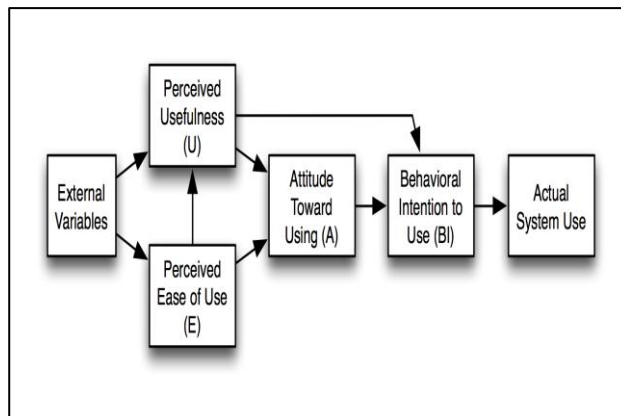 Perceived
Usefulness
(U)
External
Variables
Perceived
Ease of Use
(E)
Attitude
Toward
Using (A)
Behavioral
Intention to
Use (BI)
Actual
System Use